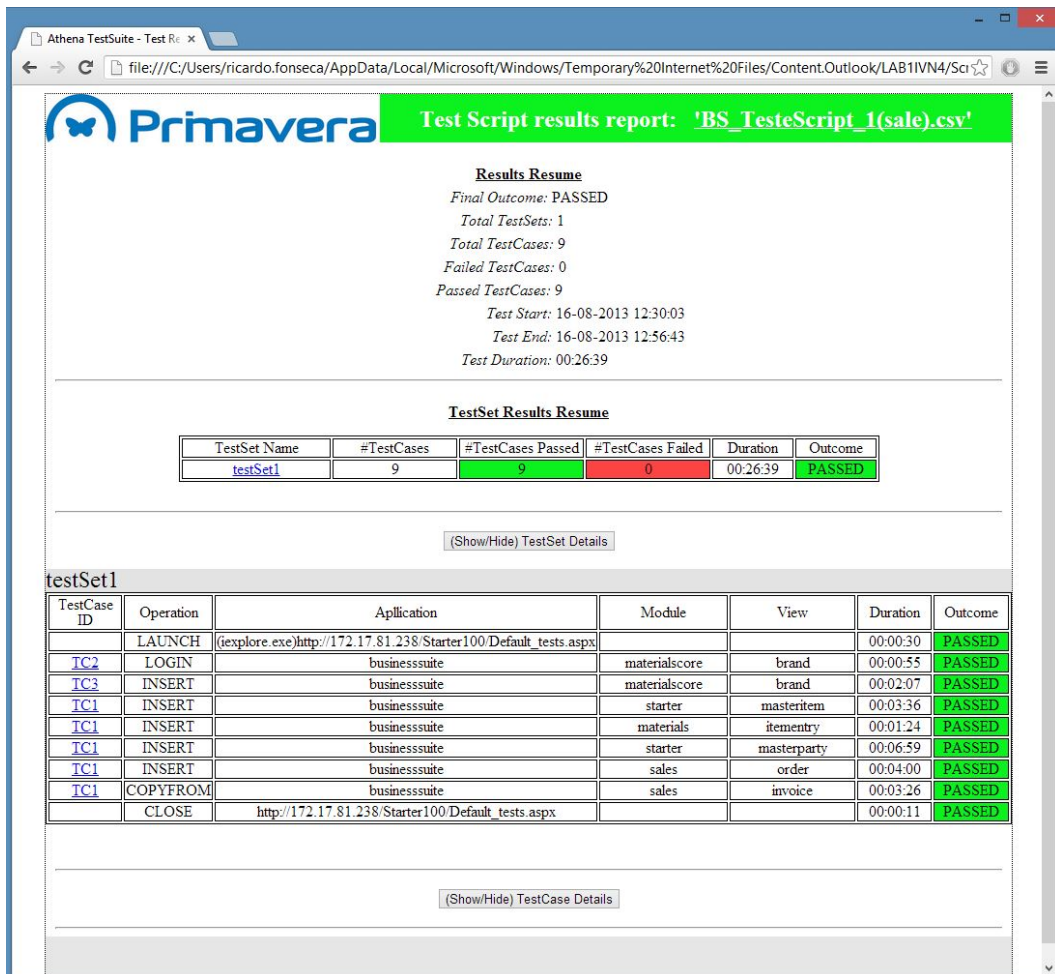 Athena TestSuite - Test Re
file:///C:/Users/ricardo.fonseca/AppData/Local/Microsoft/Windows/Temporary%20Internet%20Files/Content.Outlook/LAB1IVN4/Scr
Primavera
Test Script results report: 'BS_TesteScript_1(sale).csv'
Results Resume
Final Outcome: PASSED
Total TestSets: 1
Total TestCases: 9
Failed TestCases: 0
Passed TestCases: 9
Test Start: 16-08-2013 12:30:03
Test End: 16-08-2013 12:56:43
Test Duration: 00:26:39
TestSet Results Resume
TestSet Name #TestCases #TestCases Passed #TestCases Failed Duration Outcome
testSet1 9 9 0 00:26:39 PASSED
(Show/Hide) TestSet Details
testSet1
TestCase ID Operation Apllication Module View Duration Outcome
LAUNCH (iexplore.exe)http://172.17.81.238/Starter100/Default_tests.aspx 00:00:30 PASSED
TC2 LOGIN businesssuite materialscore brand 00:00:55 PASSED
TC3 INSERT businesssuite materialscore brand 00:02:07 PASSED
TC1 INSERT businesssuite starter masteritem 00:03:36 PASSED
TC1 INSERT businesssuite materials itementry 00:01:24 PASSED
TC1 INSERT businesssuite starter masterparty 00:06:59 PASSED
TC1 INSERT businesssuite sales order 00:04:00 PASSED
TC1 COPYFROM businesssuite sales invoice 00:03:26 PASSED
CLOSE http://172.17.81.238/Starter100/Default_tests.aspx 00:00:11 PASSED
(Show/Hide) TestCase Details